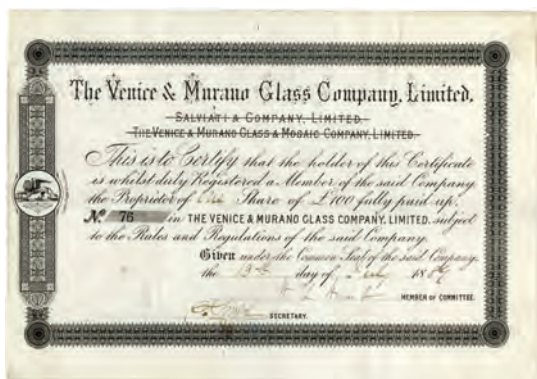 The Venice & Murano Glass Company, Limited.
SALVIATI & COMPANY, LIMITED.
THE VENICE & MURANO GLASS & MOSAIC COMPANY, LIMITED.
This is to Certify that the holder of this Certificate
is whilst duly Registered a Member of the said Company
the Proprietor of One Share of £100 fully paid up.
No 76 in THE VENICE & MURANO GLASS COMPANY, LIMITED. subject
to the Rules and Regulations of the said Company.
Given under the Common Seal of the said Company,
the day of 18
MEMBER OF COMMITTEE.
SECRETARY.